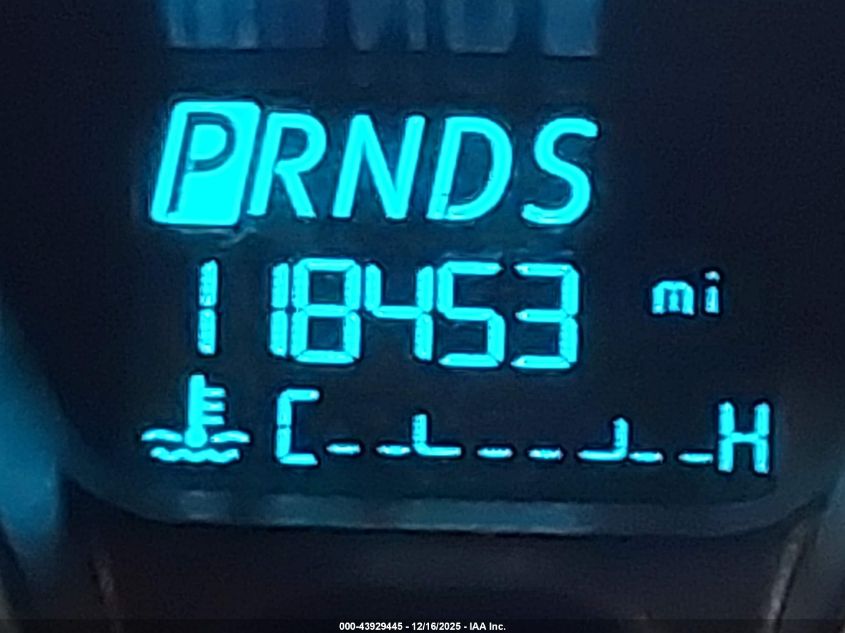 PRNDS
118453 mi
C H
000-43929445 - 12/16/2025 - IAA Inc.